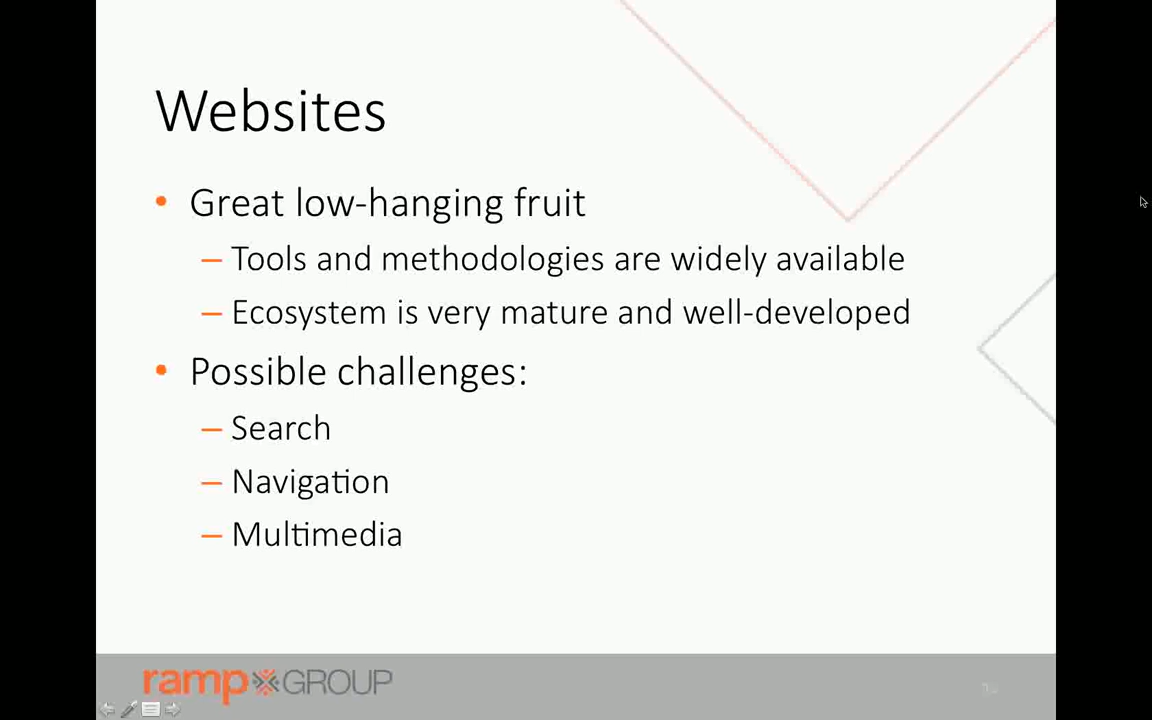 Websites
• Great low-hanging fruit
– Tools and methodologies are widely available
– Ecosystem is very mature and well-developed
• Possible challenges:
– Search
– Navigation
– Multimedia
ramp GROUP